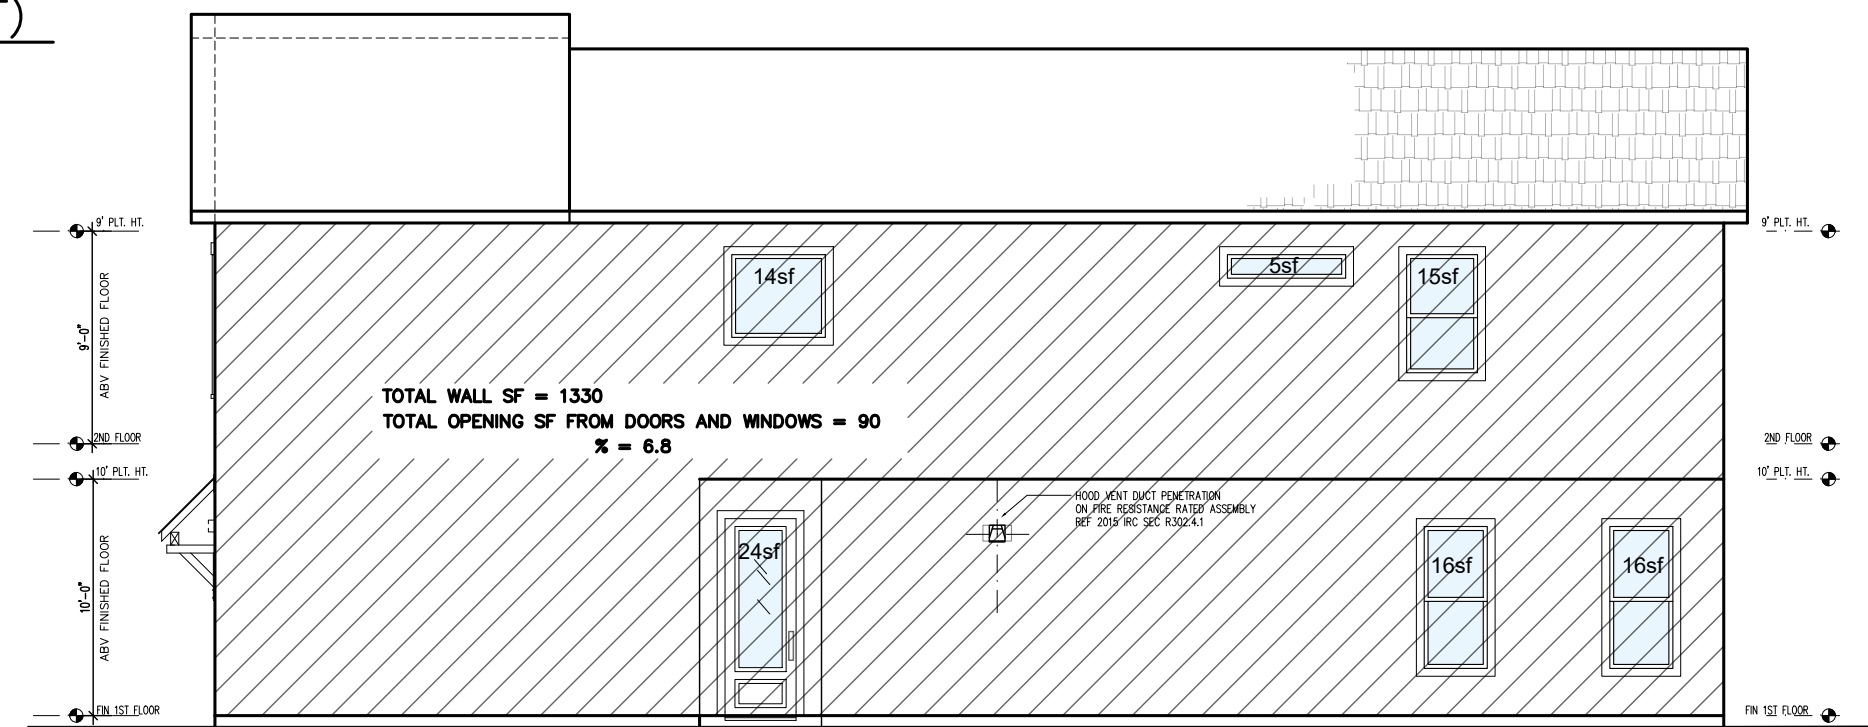 )
9' PLT. HT.
9' PLT. HT.
14sf
5sf
15sf
9'-0"
ABV FINISHED FLOOR
TOTAL WALL SF = 1330
TOTAL OPENING SF FROM DOORS AND WINDOWS = 90
% = 6.8
2ND FLOOR
2ND FLOOR
10' PLT. HT.
10' PLT. HT.
HOOD VENT DUCT PENETRATION
ON FIRE RESISTANCE RATED ASSEMBLY
REF 2015 IRC SEC R302.4.1
24sf
16sf
16sf
10'-0"
ABV FINISHED FLOOR
FIN 1ST FLOOR
FIN 1ST FLOOR